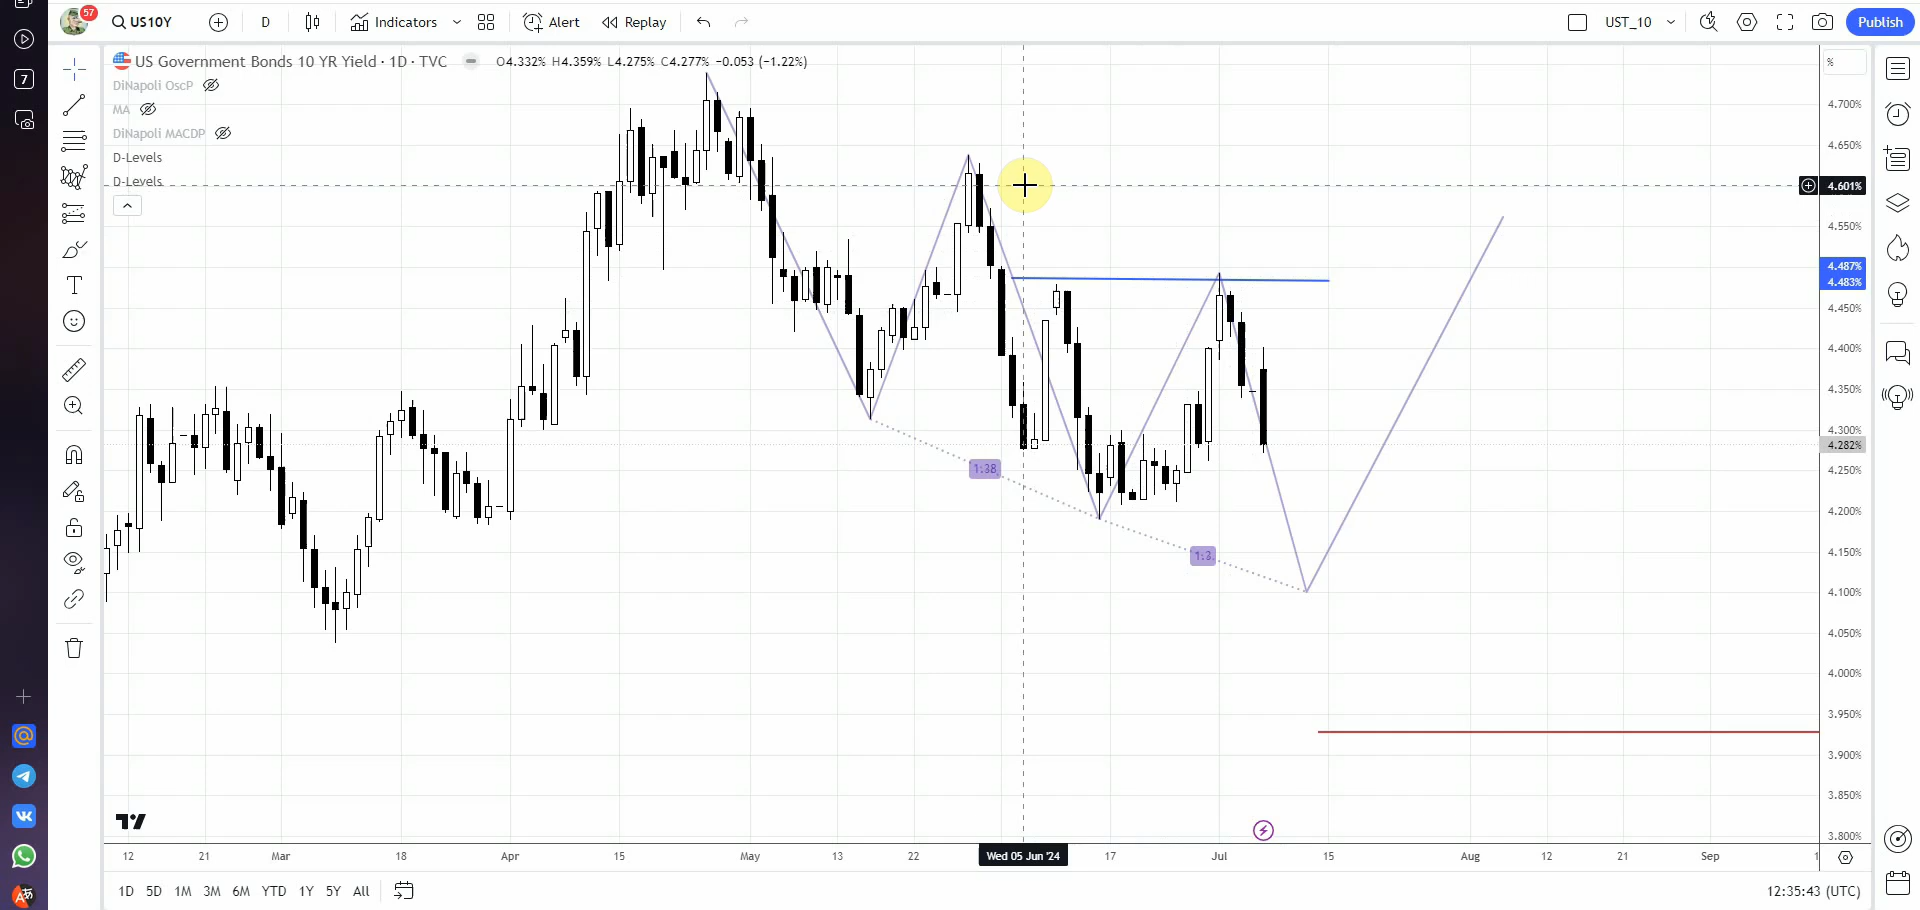 57
US10Y
D
Indicators
Alert
Replay
UST_10
Publish
7
US Government Bonds 10 YR Yield · 1D · TVC
O4.332% H4.359% L4.275% C4.277% −0.053 (−1.22%)
DiNapoli OscP
MA
DiNapoli MACDP
D-Levels
D-Levels
%
4.700%
4.650%
4.601%
4.550%
4.487%
4.483%
4.450%
4.400%
4.350%
4.300%
4.282%
4.250%
4.200%
4.150%
4.100%
4.050%
4.000%
3.950%
3.900%
3.850%
3.800%
1:38
1:3
12 21 Mar 18 Apr 15 May 13 22 Wed 05 Jun '24 17 Jul 15 Aug 12 21 Sep 1
1D 5D 1M 3M 6M YTD 1Y 5Y All
12:35:43 (UTC)